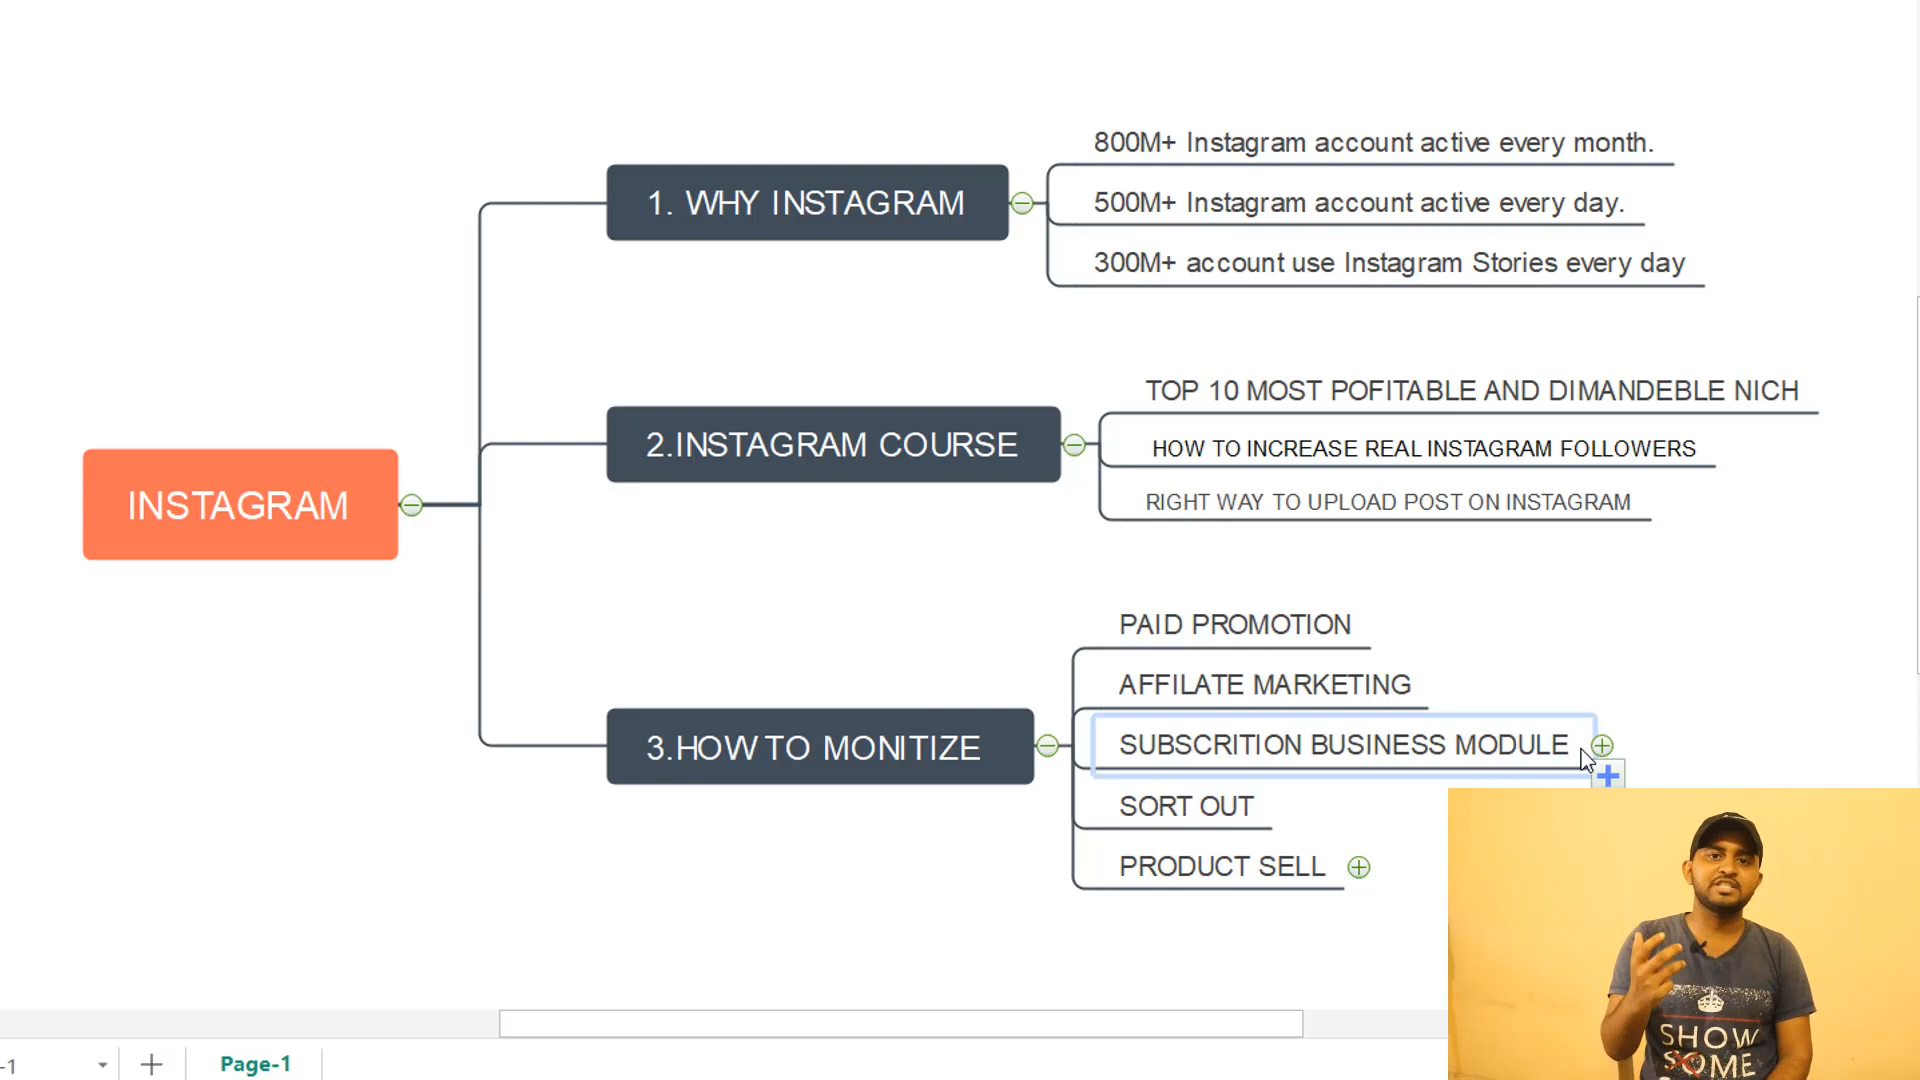 800M+ Instagram account active every month.
1. WHY INSTAGRAM
500M+ Instagram account active every day.
300M+ account use Instagram Stories every day
TOP 10 MOST POFITABLE AND DIMANDEBLE NICH
2.INSTAGRAM COURSE
HOW TO INCREASE REAL INSTAGRAM FOLLOWERS
RIGHT WAY TO UPLOAD POST ON INSTAGRAM
INSTAGRAM
PAID PROMOTION
AFFILATE MARKETING
3.HOW TO MONITIZE
SUBSCRITION BUSINESS MODULE
SORT OUT
PRODUCT SELL
SHOW
SOME
-1
Page-1